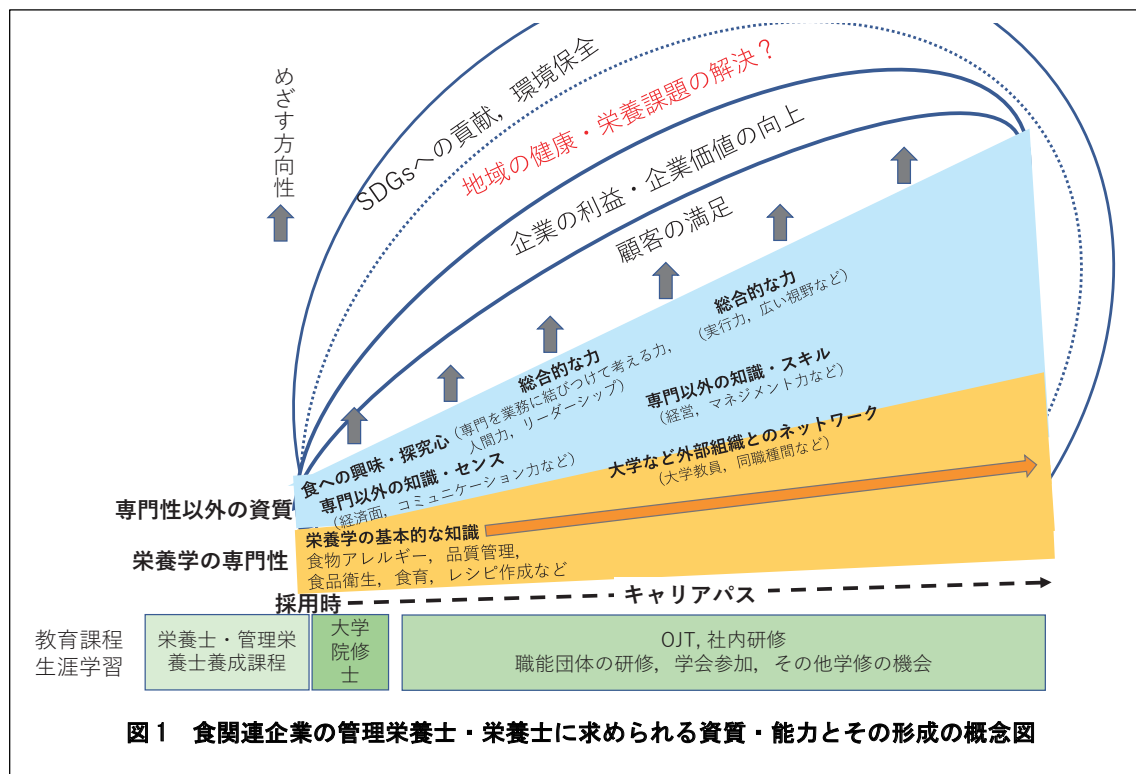 めざす方向性
SDGsへの貢献，環境保全
地域の健康・栄養課題の解決？
企業の利益・企業価値の向上
顧客の満足
総合的な力
（実行力，広い視野など）
総合的な力
（専門を業務に結びつけて考える力，
人間力，リーダーシップ）
専門以外の知識・スキル
（経営，マネジメント力など）
食への興味・探究心
専門以外の知識・センス
（経済面，コミュニケーション力など）
大学など外部組織とのネットワーク
（大学教員，同職種間など）
専門性以外の資質
栄養学の専門性
栄養学の基本的な知識
食物アレルギー，品質管理，
食品衛生，食育，レシピ作成など
採用時
キャリアパス
教育課程
生涯学習
栄養士・管理栄
養士養成課程
大学
院修
士
OJT, 社内研修
職能団体の研修，学会参加，その他学修の機会
図1 食関連企業の管理栄養士・栄養士に求められる資質・能力とその形成の概念図